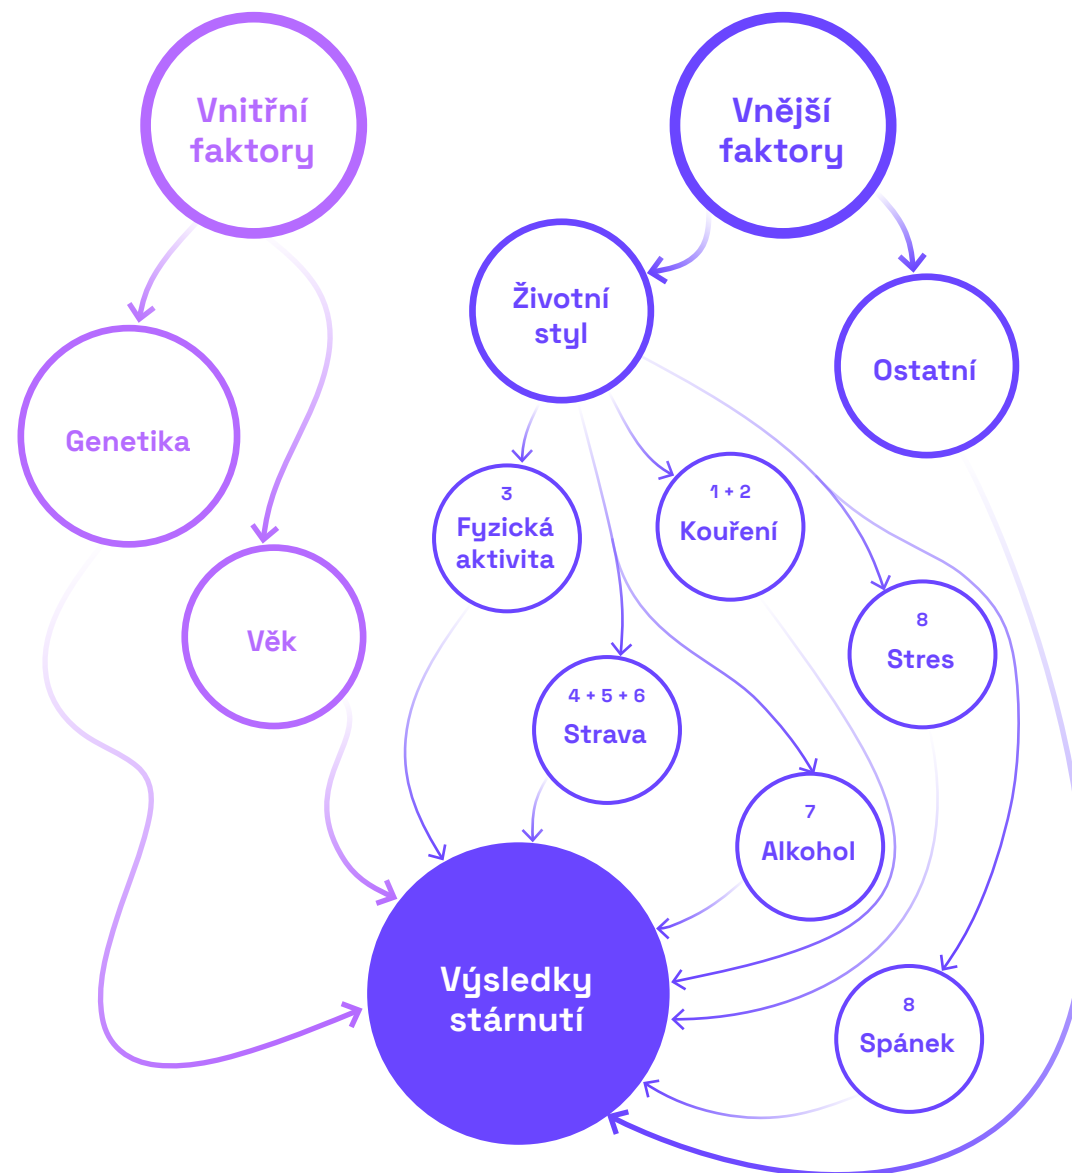 Vnitřní
faktory
Vnější
faktory
Životní
styl
Ostatní
Genetika
3
Fyzická
aktivita
1 + 2
Kouření
Věk
8
Stres
4 + 5 + 6
Strava
7
Alkohol
Výsledky
stárnutí
8
Spánek